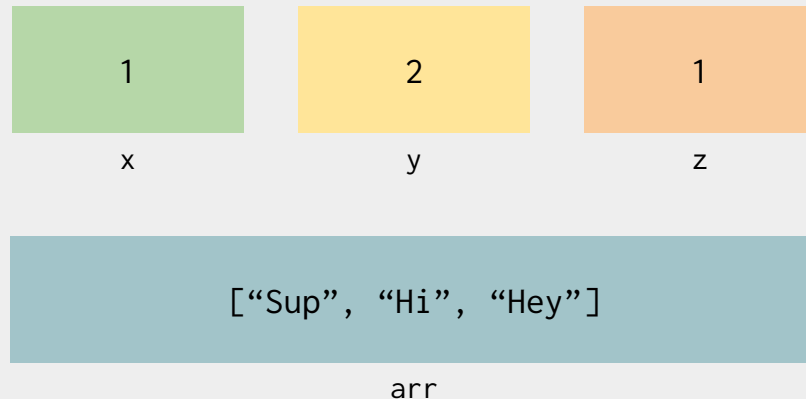 1 2 1
x y z
[“Sup”, “Hi”, “Hey”]
arr